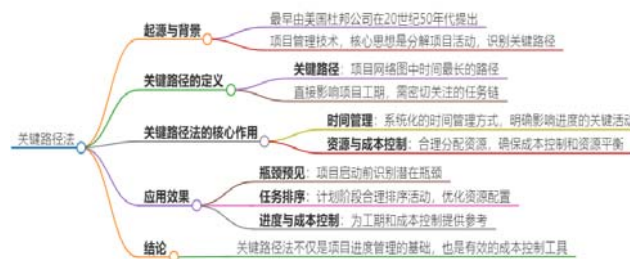 关键路径法
起源与背景
最早由美国杜邦公司在20世纪50年代提出
项目管理技术，核心思想是分解项目活动，识别关键路径
关键路径的定义
关键路径：项目网络图中时间最长的路径
直接影响项目工期，需密切关注的任务链
关键路径法的核心作用
时间管理：系统化的时间管理方式，明确影响进度的关键活动
资源与成本控制：合理分配资源，确保成本控制和资源平衡
应用效果
瓶颈预见：项目启动前识别潜在瓶颈
任务排序：计划阶段合理排序活动，优化资源配置
进度与成本控制：为工期和成本控制提供参考
结论
关键路径法不仅是项目进度管理的基础，也是有效的成本控制工具